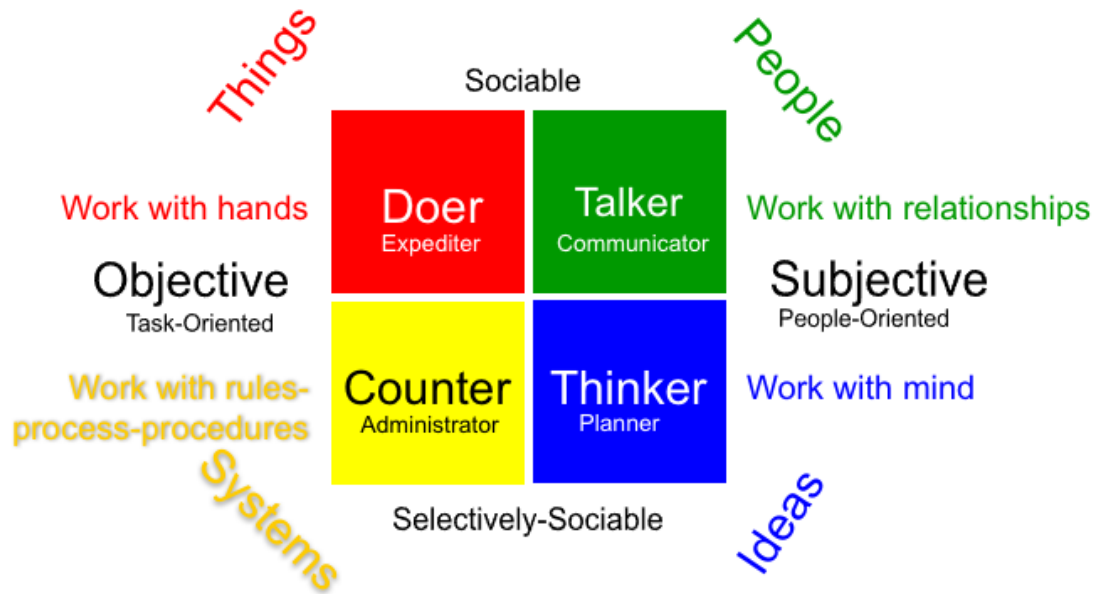 Things
People
Sociable
Work with hands
Doer
Expediter
Talker
Communicator
Work with relationships
Objective
Task-Oriented
Subjective
People-Oriented
Work with rules-
process-procedures
Counter
Administrator
Thinker
Planner
Work with mind
Systems
Selectively-Sociable
Ideas